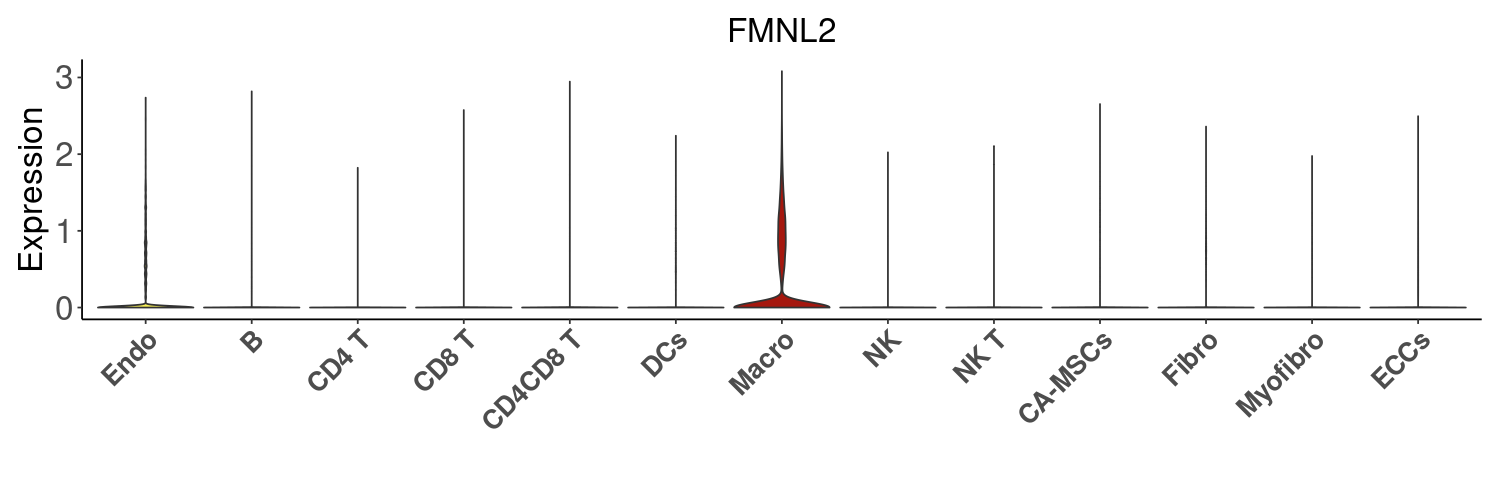 FMNL2
Expression
3
2
1
0
Endo
B
CD4 T
CD8 T
CD4CD8 T
DCs
Macro
NK
NK T
CA-MSCs
Fibro
Myofibro
ECCs